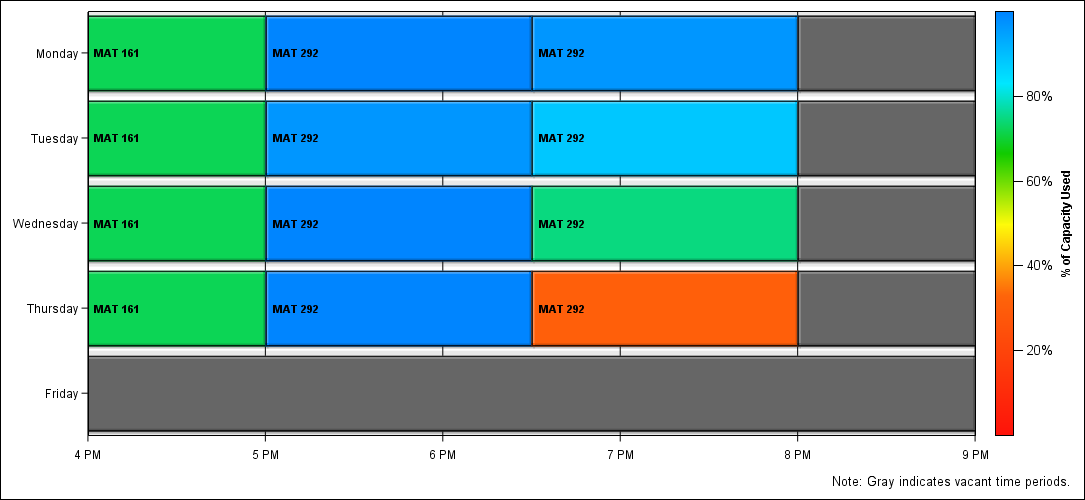 Monday MAT 161 MAT 292 MAT 292
80%
Tuesday MAT 161 MAT 292 MAT 292
60%
Wednesday MAT 161 MAT 292 MAT 292
% of Capacity Used
40%
Thursday MAT 161 MAT 292 MAT 292
20%
Friday
4 PM 5 PM 6 PM 7 PM 8 PM 9 PM
Note: Gray indicates vacant time periods.